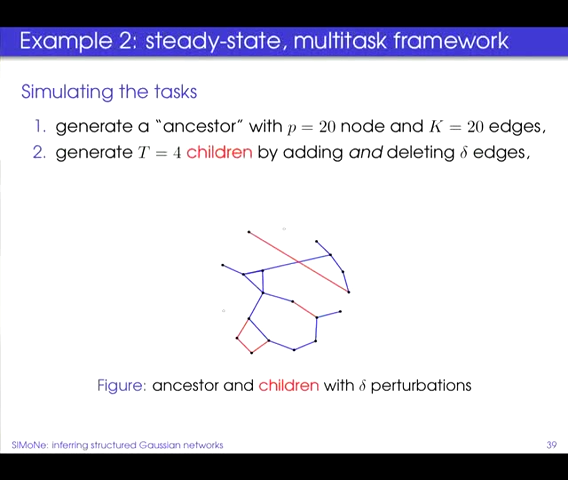 Example 2: steady-state, multitask framework
Simulating the tasks
1. generate a “ancestor” with p = 20 node and K = 20 edges,
2. generate T = 4 children by adding and deleting δ edges,
Figure: ancestor and children with δ perturbations
SIMoNe: inferring structured Gaussian networks
39